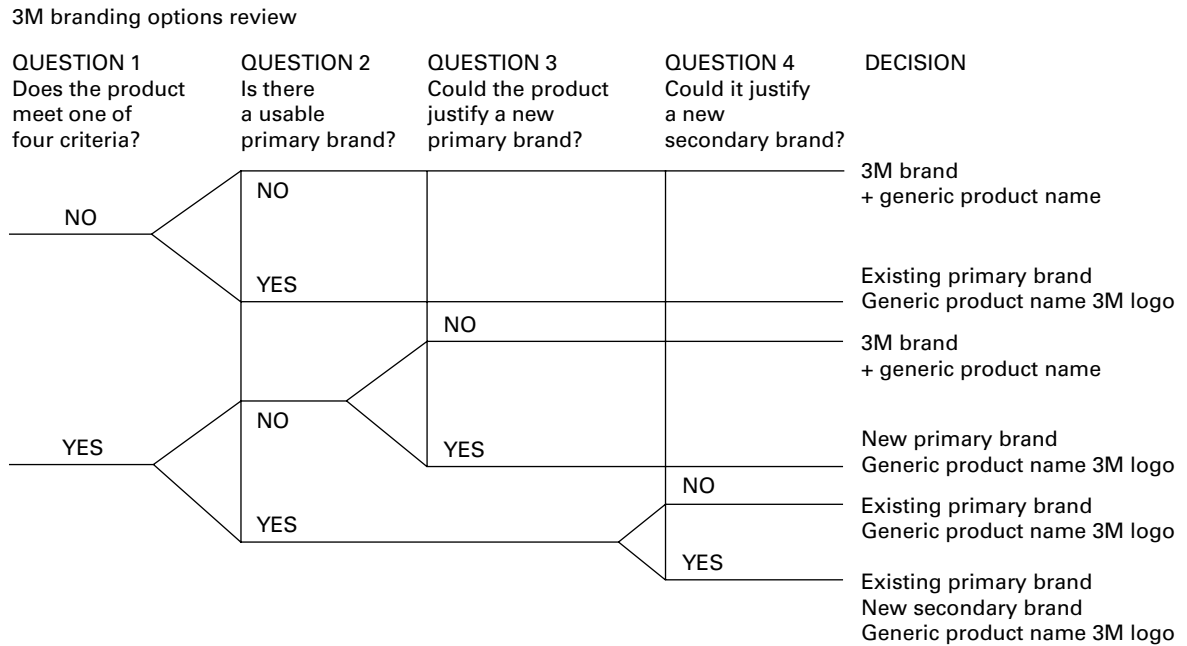 3M branding options review
QUESTION 1
Does the product
meet one of
four criteria?
QUESTION 2
Is there
a usable
primary brand?
QUESTION 3
Could the product
justify a new
primary brand?
QUESTION 4
Could it justify
a new
secondary brand?
DECISION
NO
NO
3M brand
+ generic product name
YES
Existing primary brand
Generic product name 3M logo
YES
NO
NO
3M brand
+ generic product name
YES
New primary brand
Generic product name 3M logo
YES
NO
Existing primary brand
Generic product name 3M logo
YES
Existing primary brand
New secondary brand
Generic product name 3M logo